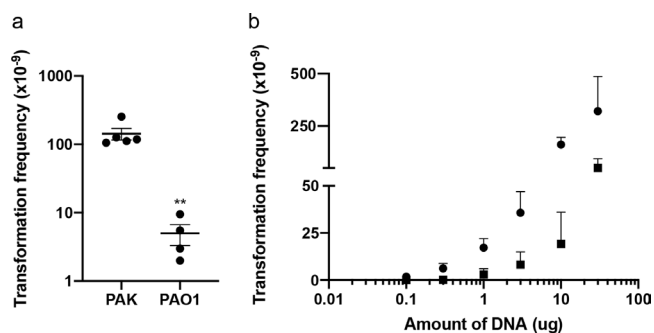 a
Transformation frequency (x10-9)
1000
100
10
1
**
PAK PAO1
b
Transformation frequency (x10-9)
500
250
50
25
0
0.01 0.1 1 10 100
Amount of DNA (ug)